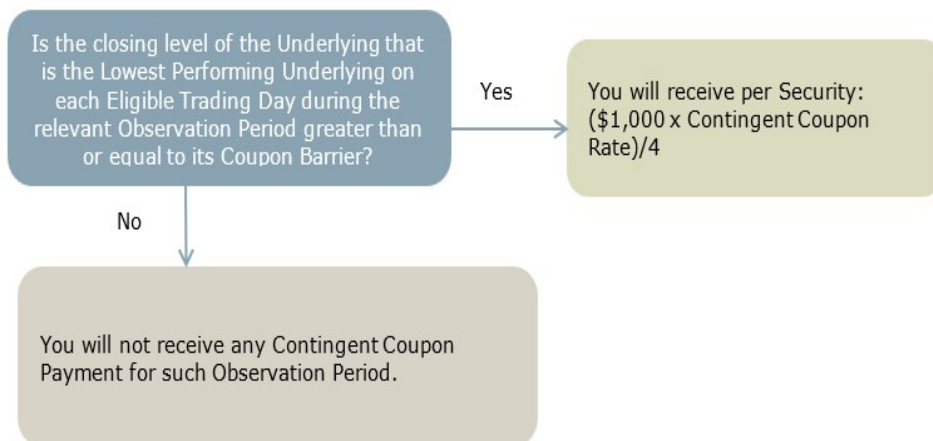 Is the closing level of the Underlying that
is the Lowest Performing Underlying on
each Eligible Trading Day during the
relevant Observation Period greater than
or equal to its Coupon Barrier?
Yes
You will receive per Security:
($1,000 x Contingent Coupon
Rate)/4
No
You will not receive any Contingent Coupon
Payment for such Observation Period.